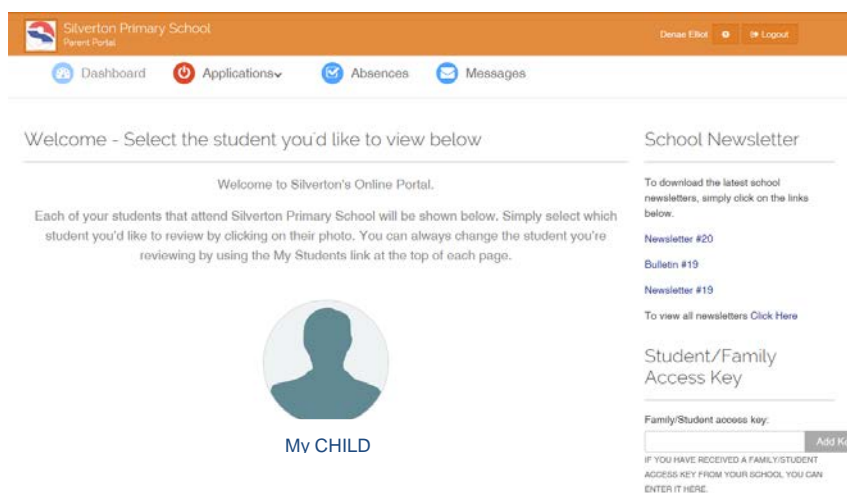 Silverton Primary School
Parent Portal
Denae Elliot
Logout
Dashboard
Applications
Absences
Messages
Welcome - Select the student you'd like to view below
Welcome to Silverton's Online Portal.
Each of your students that attend Silverton Primary School will be shown below. Simply select which
student you'd like to review by clicking on their photo. You can always change the student you're
reviewing by using the My Students link at the top of each page.
My CHILD
School Newsletter
To download the latest school
newsletters, simply click on the links
below.
Newsletter #20
Bulletin #19
Newsletter #19
To view all newsletters Click Here
Student/Family
Access Key
Family/Student access key:
Add Ke
IF YOU HAVE RECEIVED A FAMILY/STUDENT
ACCESS KEY FROM YOUR SCHOOL YOU CAN
ENTER IT HERE.